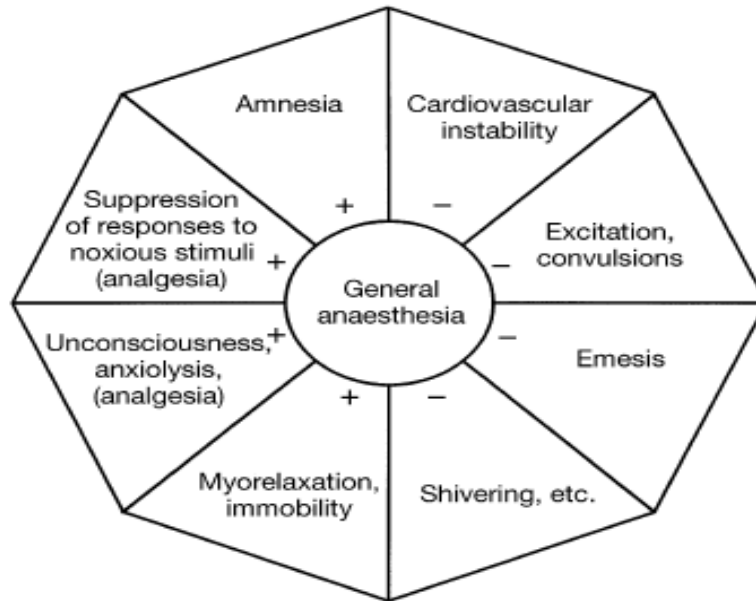 Amnesia
+
Cardiovascular
instability
–
Suppression
of responses to
noxious stimuli
(analgesia)
+
Excitation,
convulsions
–
General
anaesthesia
Unconsciousness,
anxiolysis,
(analgesia)
+
Emesis
–
Myorelaxation,
immobility
+
Shivering, etc.
–